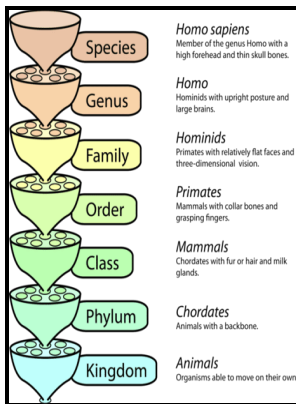 Species
Homo sapiens
Member of the genus Homo with a
high forehead and thin skull bones.
Genus
Homo
Hominids with upright posture and
large brains.
Family
Hominids
Primates with relatively flat faces and
three-dimensional vision.
Order
Primates
Mammals with collar bones and
grasping fingers.
Class
Mammals
Chordates with fur or hair and milk
glands.
Phylum
Chordates
Animals with a backbone.
Kingdom
Animals
Organisms able to move on their own.